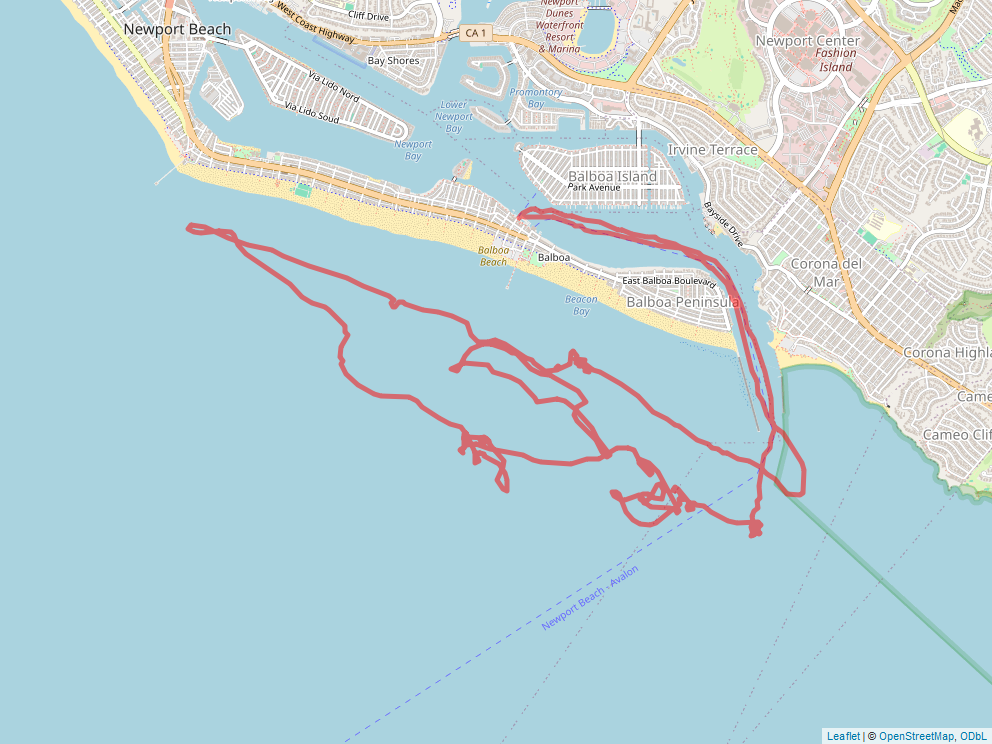 Newport Beach
Cliff Drive
West Coast Highway
CA 1
Bay Shores
Newport
Dunes
Waterfront
Resort
& Marina
Newport Center
Fashion
Island
Via Lido Nord
Via Lido Soud
Lower
Newport
Bay
Promontory
Bay
Newport
Bay
Irvine Terrace
Balboa Island
Park Avenue
Bayside Drive
Balboa
Beach
Balboa
East Balboa Boulevard
Balboa Peninsula
Beacon
Bay
Corona del
Mar
Corona Highla
Came
Cameo Cliff
Newport Beach - Avalon
Leaflet | © OpenStreetMap, ODbL